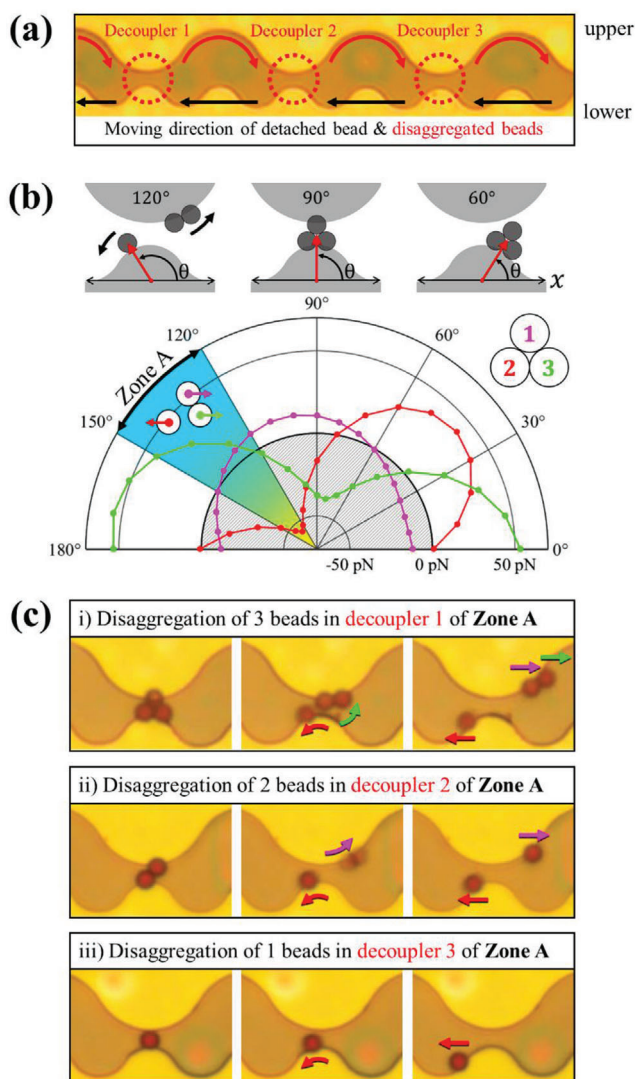 (a)
Decoupler 1 Decoupler 2 Decoupler 3
upper
lower
Moving direction of detached bead & disaggregated beads
(b)
120° 90° 60°
θ θ θ x
90°
120° 60°
Zone A
1
2 3
150° 30°
180° -50 pN 0 pN 50 pN 0°
(c)
i) Disaggregation of 3 beads in decoupler 1 of Zone A
ii) Disaggregation of 2 beads in decoupler 2 of Zone A
iii) Disaggregation of 1 beads in decoupler 3 of Zone A